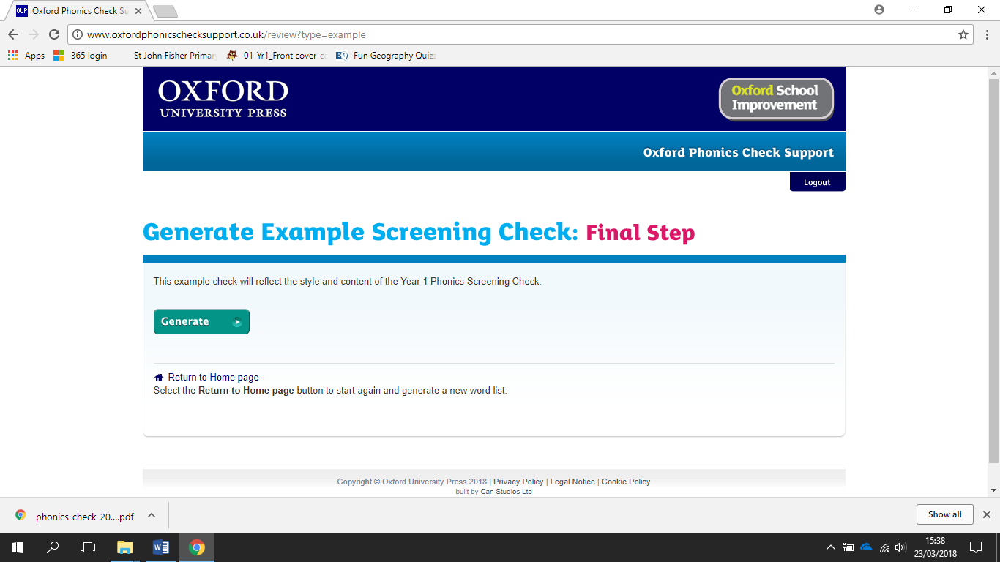 OUP Oxford Phonics Check Su
www.oxfordphonicschecksupport.co.uk/review?type=example
Apps 365 login St John Fisher Primar 01-Yr1_Front cover-co Fun Geography Quizz
OXFORD
UNIVERSITY PRESS
Oxford School
Improvement
Oxford Phonics Check Support
Logout
Generate Example Screening Check: Final Step
This example check will reflect the style and content of the Year 1 Phonics Screening Check.
Generate
Return to Home page
Select the Return to Home page button to start again and generate a new word list.
Copyright © Oxford University Press 2018 | Privacy Policy | Legal Notice | Cookie Policy
built by Can Studios Ltd
phonics-check-20....pdf Show all
15:38
23/03/2018